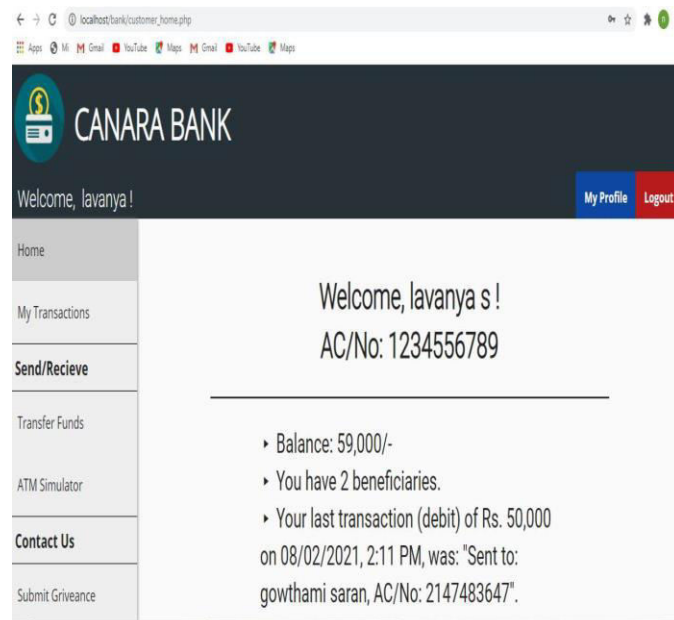 localhost/bank/customer_home.php
n
Apps Mi Gmail YouTube Maps Gmail YouTube Maps
CANARA BANK
Welcome, lavanya !
My Profile Logout
Home
My Transactions
Send/Recieve
Transfer Funds
ATM Simulator
Contact Us
Submit Griveance
Welcome, lavanya s !
AC/No: 1234556789
‣ Balance: 59,000/-
‣ You have 2 beneficiaries.
‣ Your last transaction (debit) of Rs. 50,000
on 08/02/2021, 2:11 PM, was: "Sent to:
gowthami saran, AC/No: 2147483647".